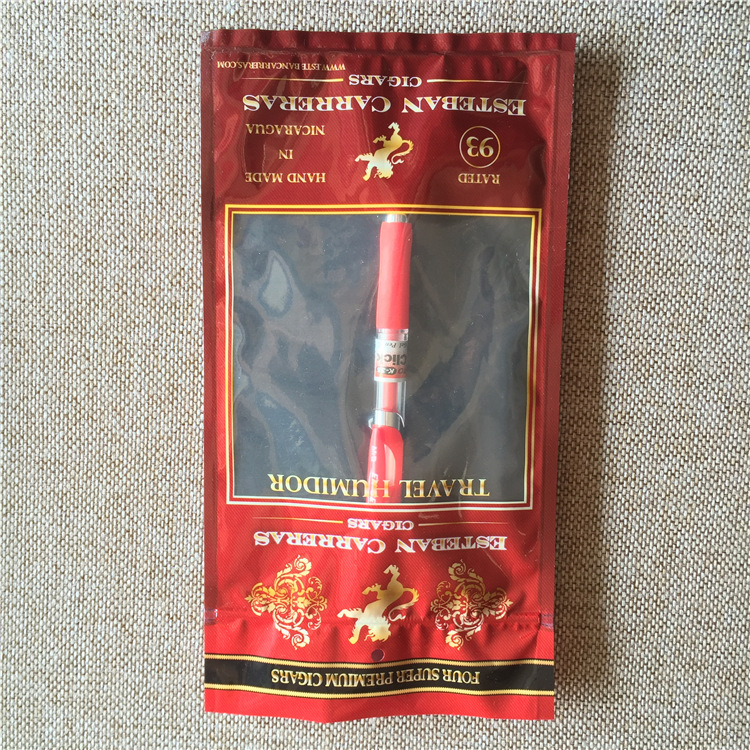 FOUR SUPER PREMIUM CIGARS
ESTEBAN CARRERAS
CIGARS
TRAVEL HUMIDOR
Click
RATED
93
HAND MADE
IN
NICARAGUA
ESTEBAN CARRERAS
CIGARS
WWW.ESTEBANCARRERAS.COM